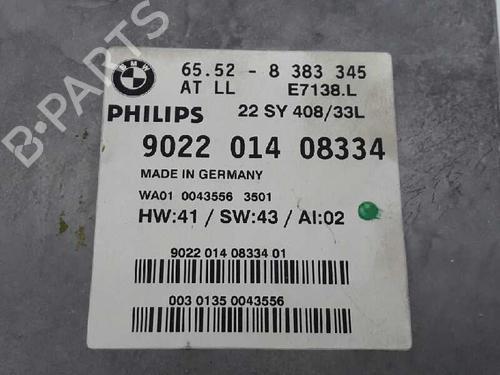 B-PARTS
BMW
65.52 - 8 383 345
AT LL E7138.L
PHILIPS 22 SY 408/33L
9022 014 08334
MADE IN GERMANY
WA01 0043556 3501
HW:41 / SW:43 / AI:02
9022 014 08334 01
003 0135 0043556